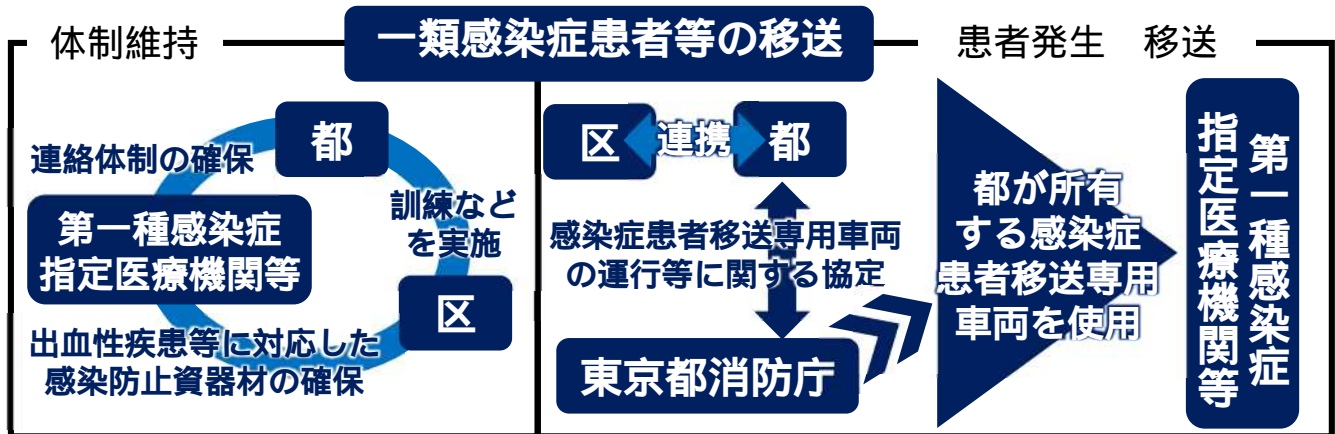 一類感染症患者等の移送
体制維持
都
連絡体制の確保
第一種感染症
指定医療機関等
訓練など
を実施
区
出血性疾患等に対応した
感染防止資器材の確保
区
連携
都
感染症患者移送専用車両
の運行等に関する協定
東京都消防庁
患者発生　移送
都が所有
する感染症
患者移送専用
車両を使用
第一種感染症
指定医療機関等